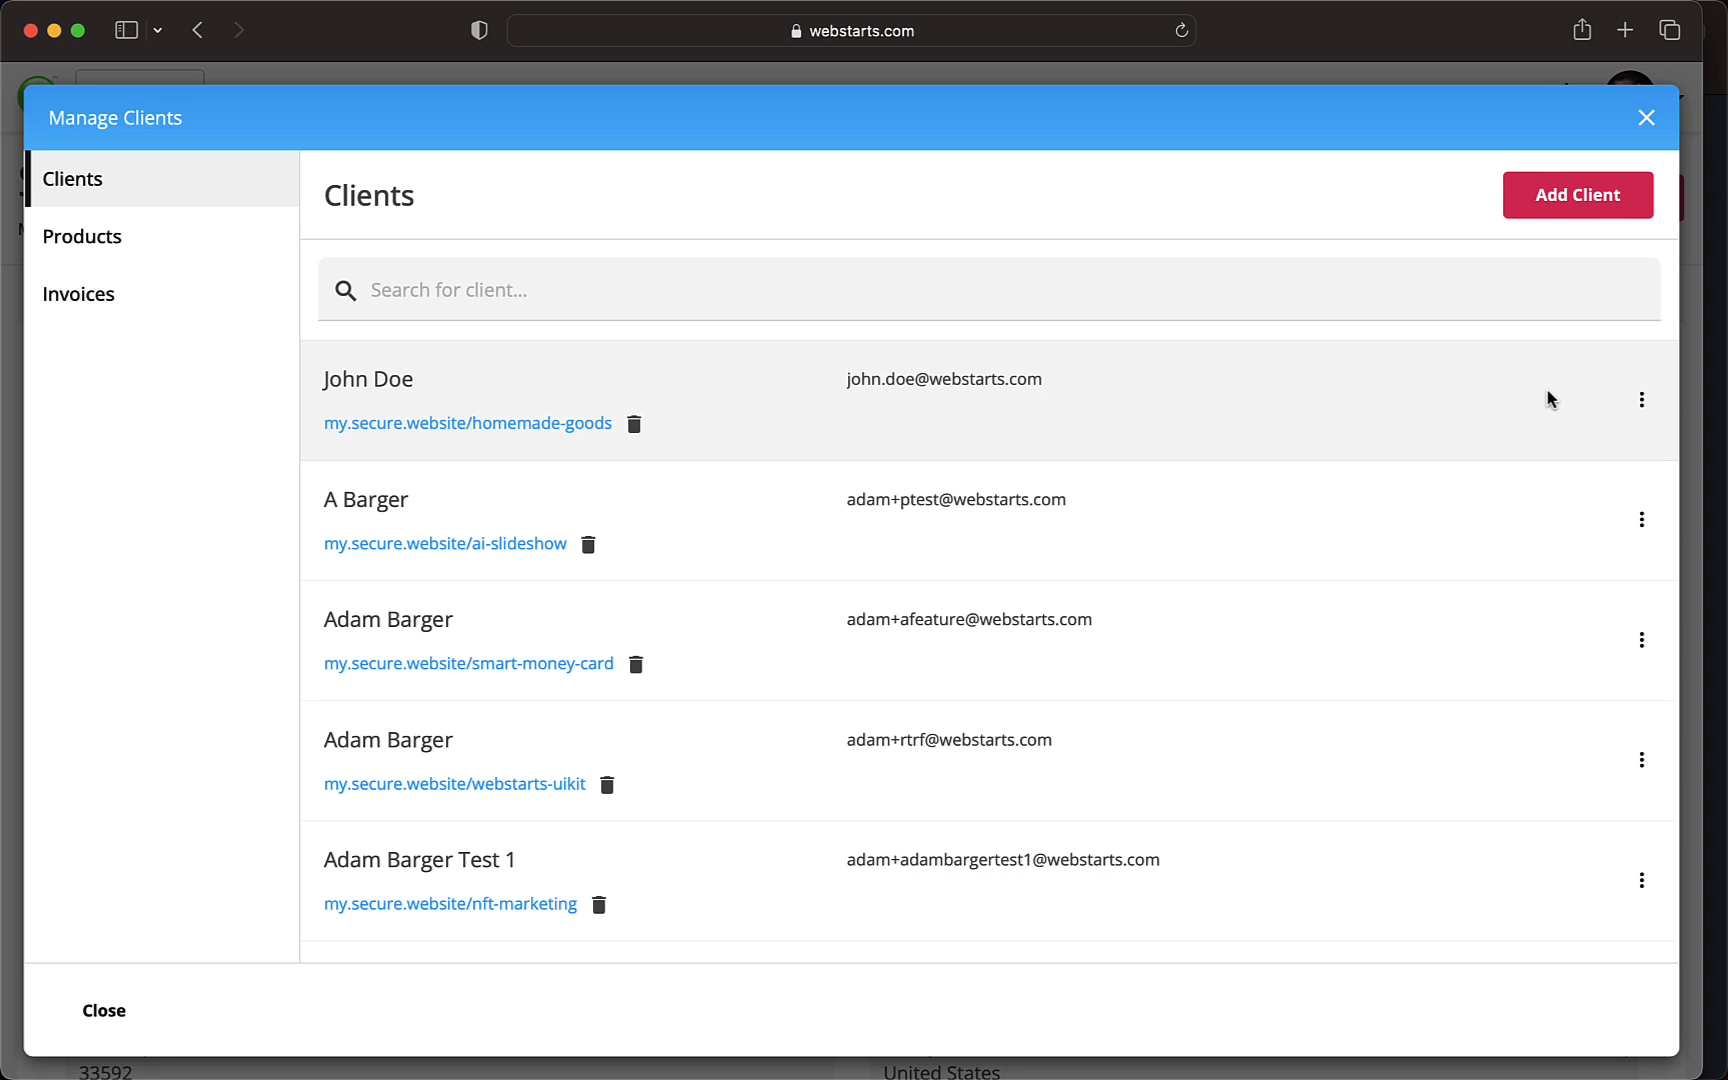 webstarts.com
Manage Clients
Clients
Products
Invoices
Clients
Add Client
Search for client...
John Doe
john.doe@webstarts.com
my.secure.website/homemade-goods
A Barger
adam+ptest@webstarts.com
my.secure.website/ai-slideshow
Adam Barger
adam+afeature@webstarts.com
my.secure.website/smart-money-card
Adam Barger
adam+rtrf@webstarts.com
my.secure.website/webstarts-uikit
Adam Barger Test 1
adam+adambargertest1@webstarts.com
my.secure.website/nft-marketing
Close
33592
United States